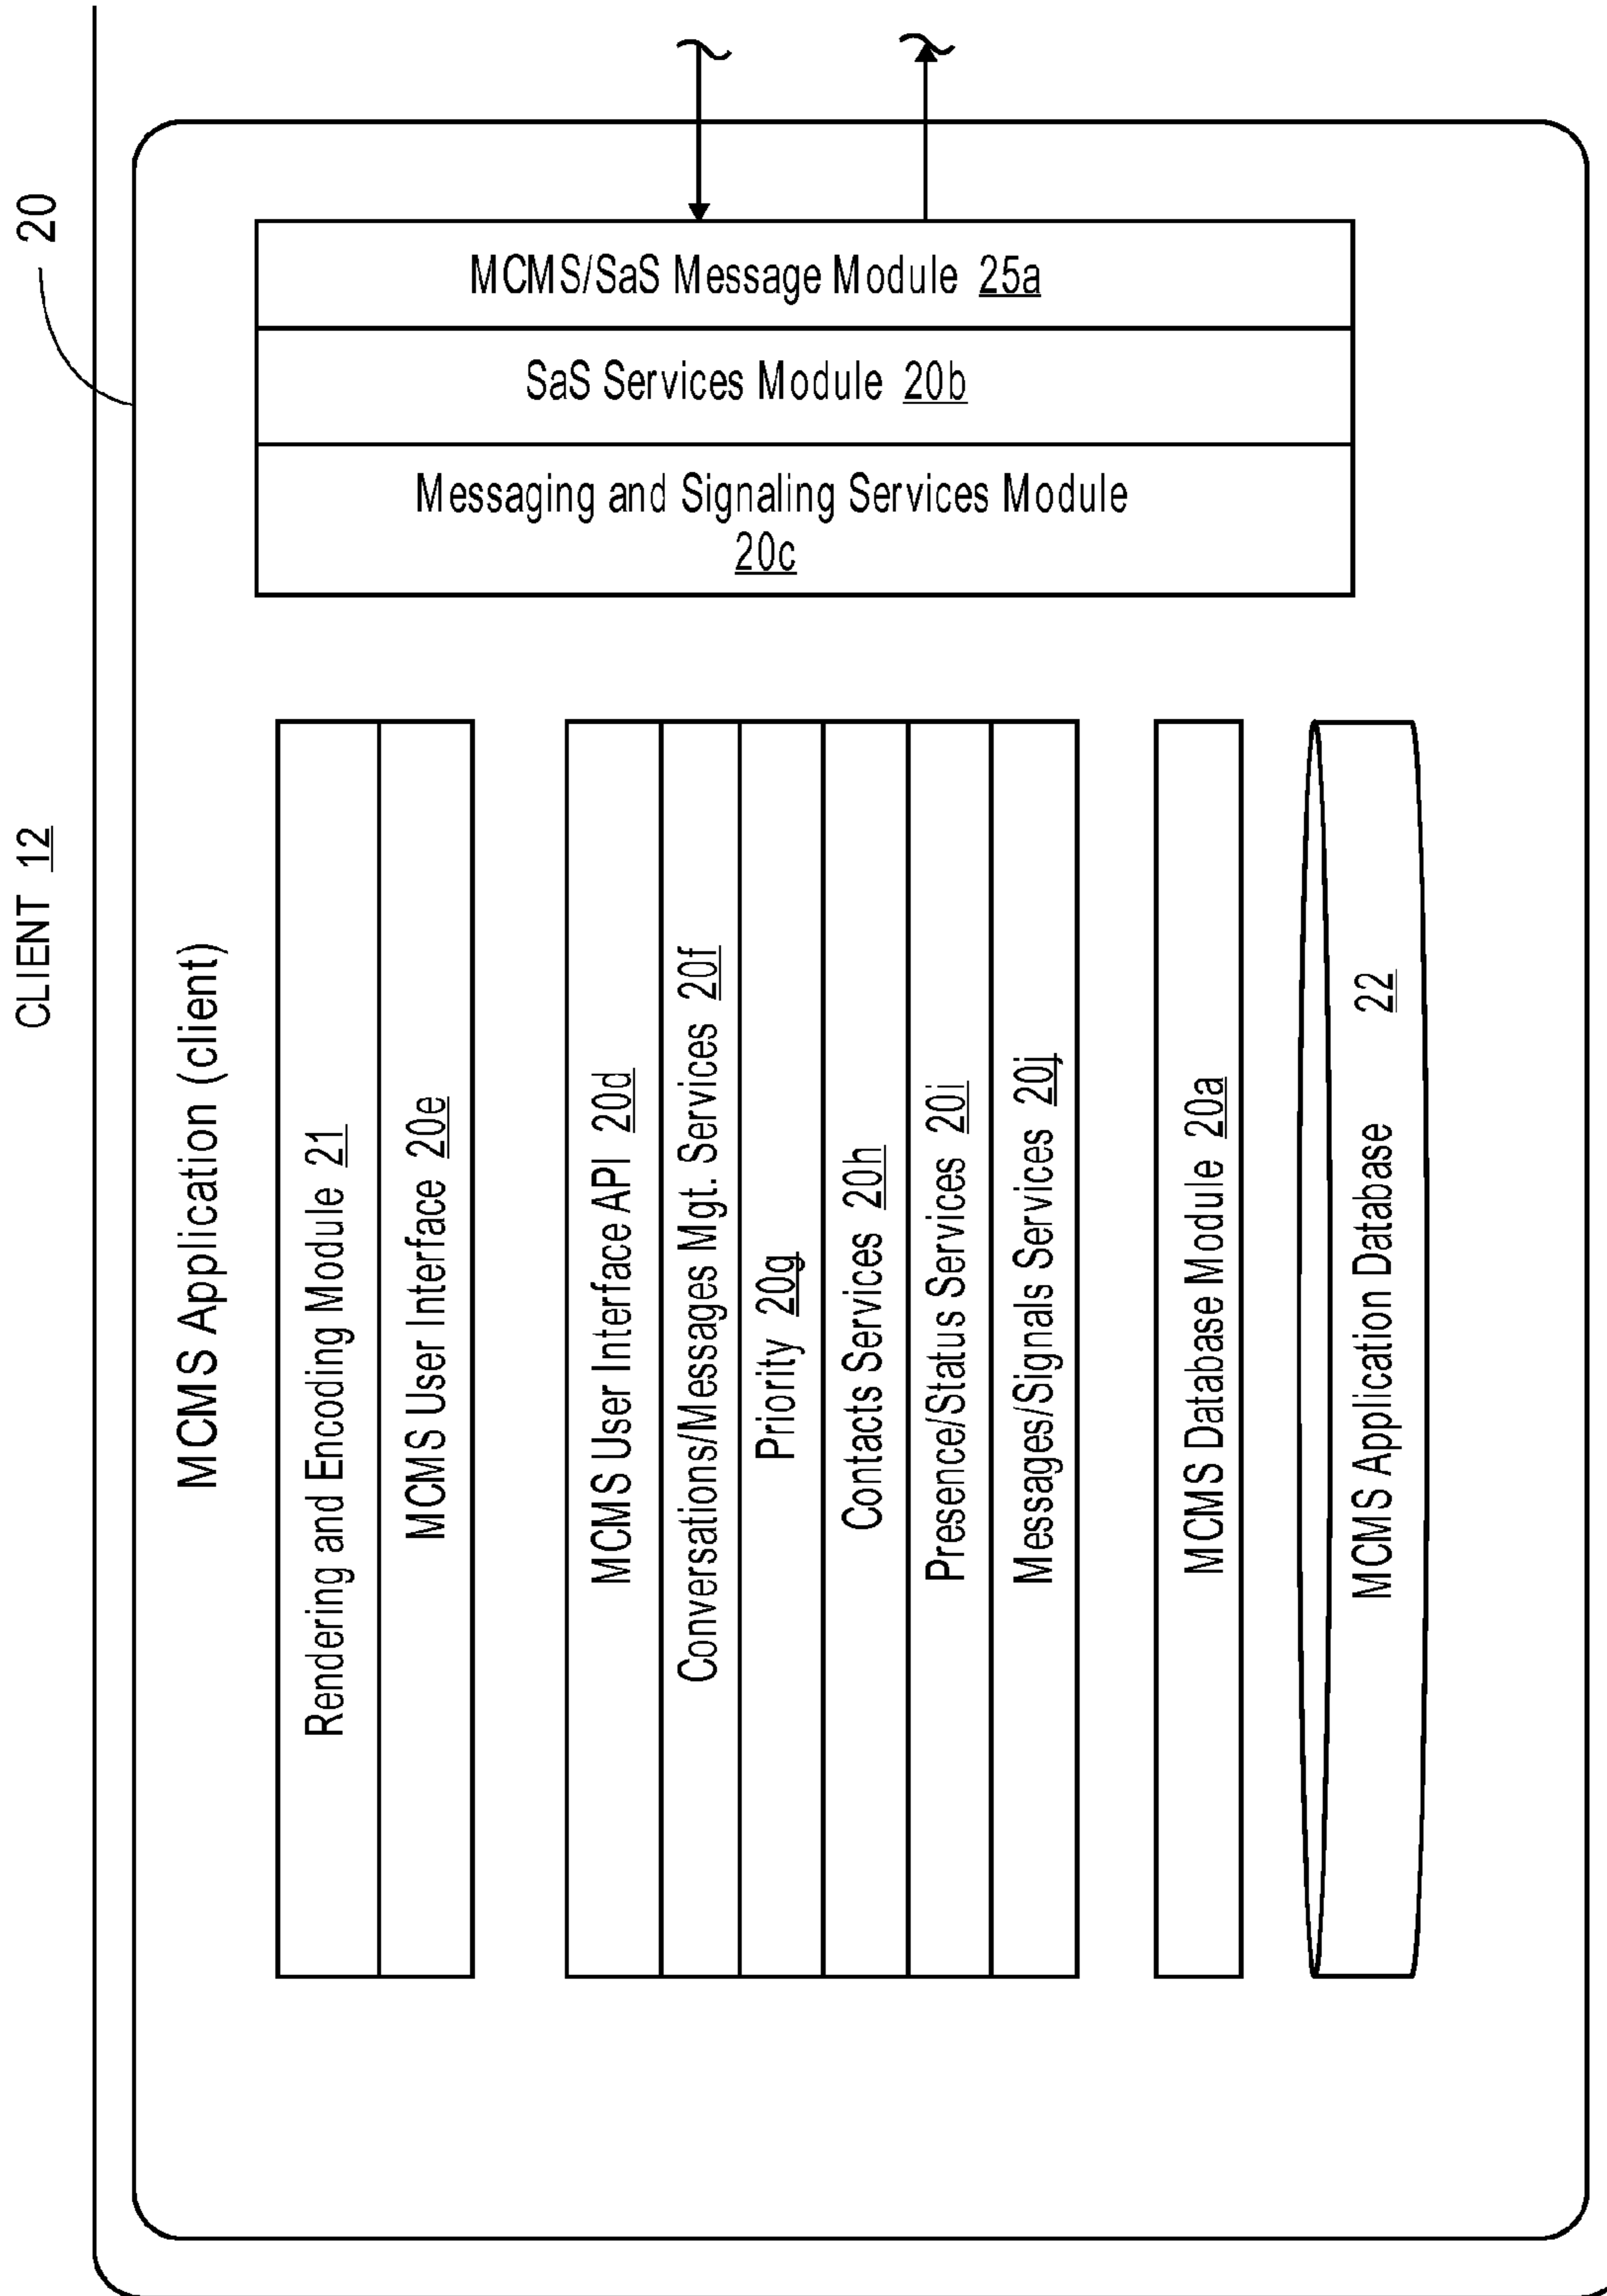 CLIENT 12
20
MCMS Application (client)
Rendering and Encoding Module 21
MCMS User Interface 20e
MCMS User Interface API 20d
Conversations/Messages Mgt. Services 20f
Priority 20g
Contacts Services 20h
Presence/Status Services 20i
Messages/Signals Services 20j
MCMS Database Module 20a
MCMS Application Database 22
MCMS/SaS Message Module 25a
SaS Services Module 20b
Messaging and Signaling Services Module
20c